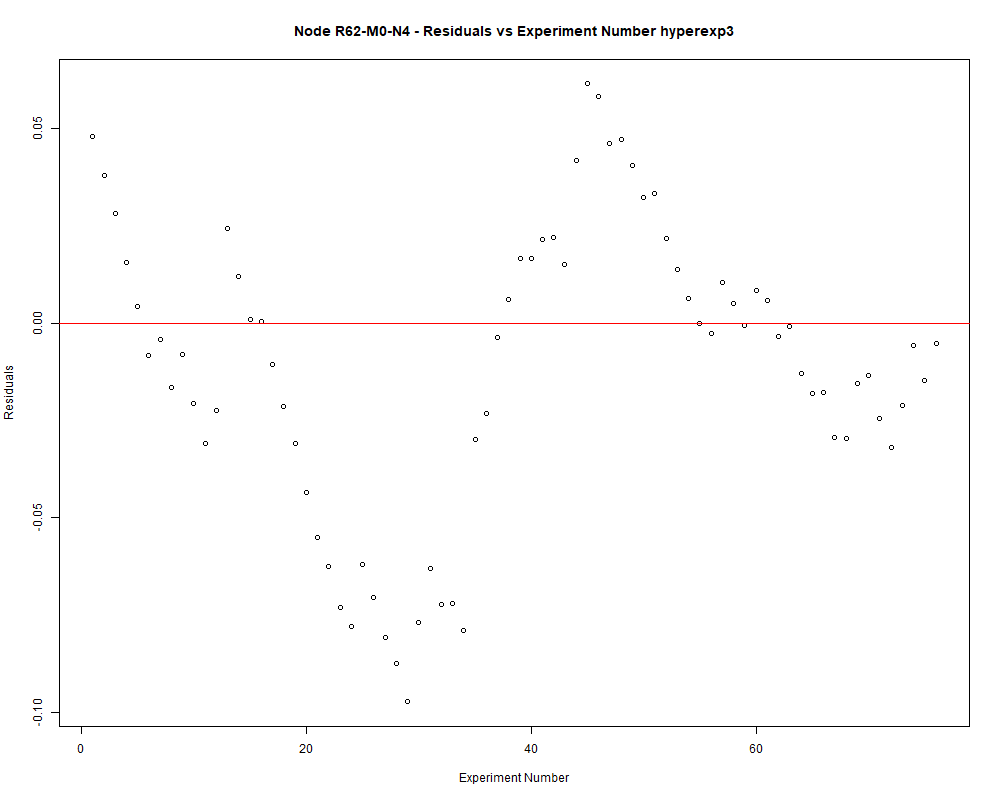 Node R62-M0-N4 - Residuals vs Experiment Number hyperexp3
Residuals
0.05
0.00
-0.05
-0.10
0 20 40 60
Experiment Number